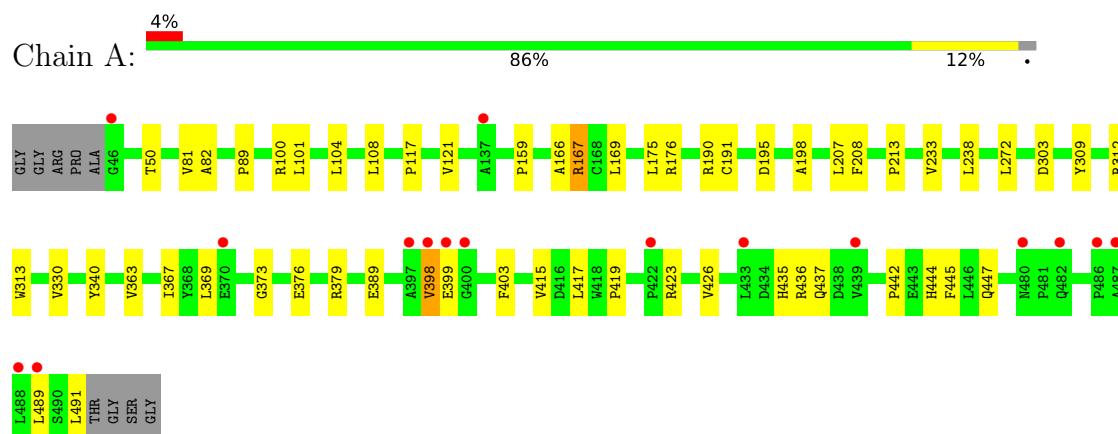 4%
Chain A:
86% 12% •
GLY GLY ARG PRO ALA G46 T50 V81 A82 P89 R100 L101 L104 L108 P117 V121 A137 P159 A166 R167 C168 L169 L175 R176 R190 C191 D195 A198 L207 F208 P213 V233 L238 L272 D303 Y309
W313 V330 Y340 V363 I367 Y368 L369 E370 G373 E376 R379 E389 A397 V398 E399 G400 F403 V415 D416 L417 W418 P419 P422 R423 V426 L433 D434 H435 R436 Q437 D438 V439 P442 E443 H444 F445 L446 Q447 N480 P481 Q482 P486 A487
L488 L489 S490 L491 THR GLY SER GLY